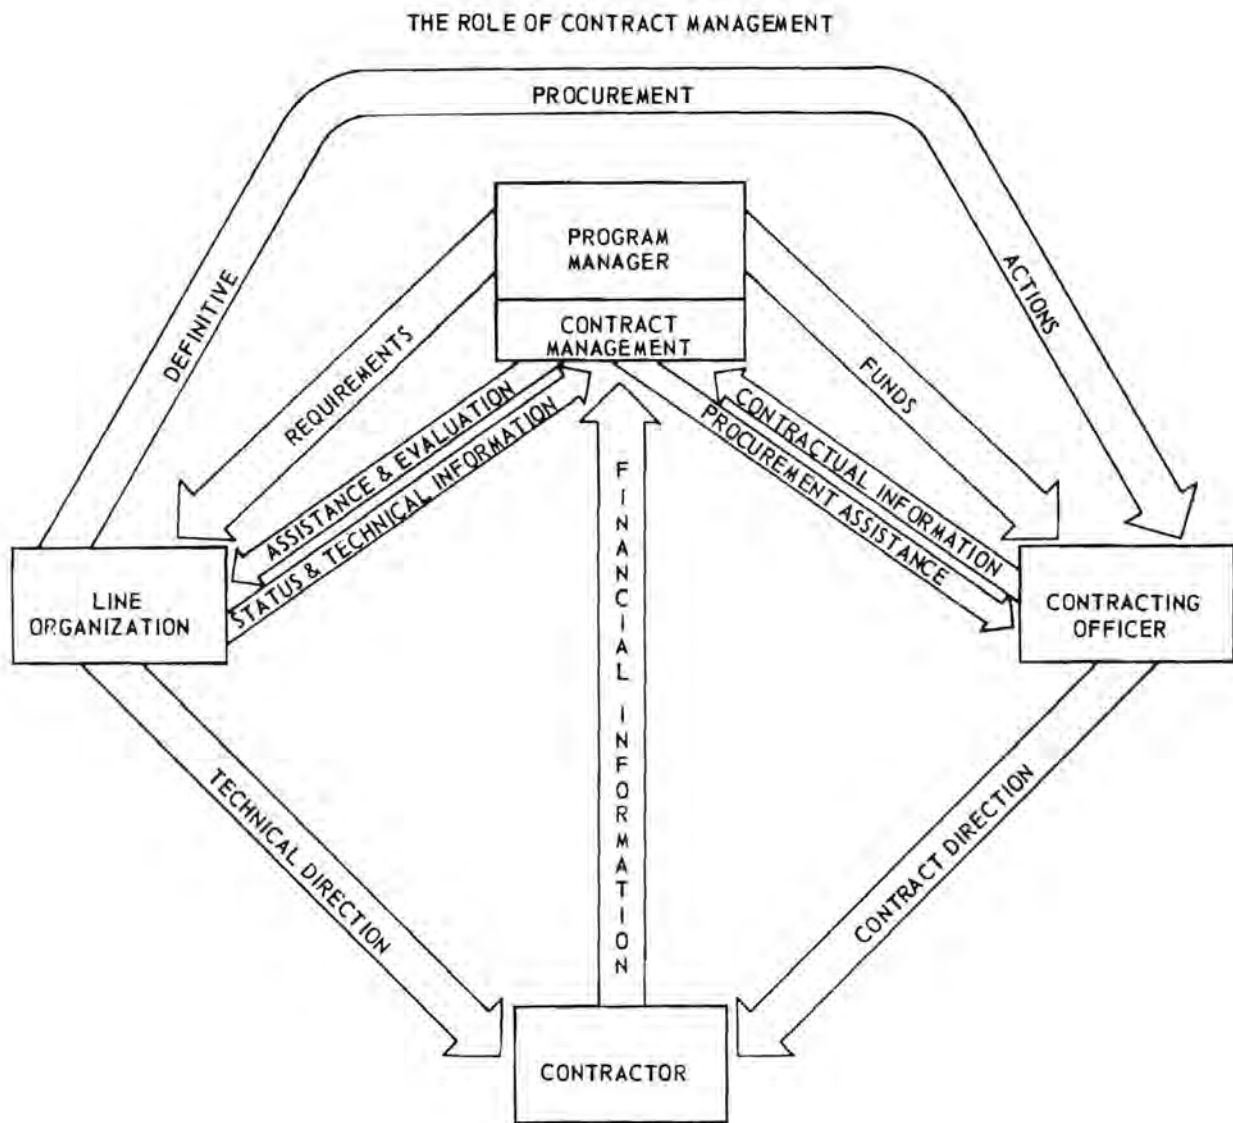 THE ROLE OF CONTRACT MANAGEMENT
PROCUREMENT
DEFINITIVE
ACTIONS
PROGRAM
MANAGER
CONTRACT
MANAGEMENT
REQUIREMENTS
FUNDS
ASSISTANCE & EVALUATION
STATUS & TECHNICAL INFORMATION
CONTRACTUAL INFORMATION
PROCUREMENT ASSISTANCE
FINANCIAL INFORMATION
LINE
ORGANIZATION
CONTRACTING
OFFICER
TECHNICAL DIRECTION
CONTRACT DIRECTION
CONTRACTOR